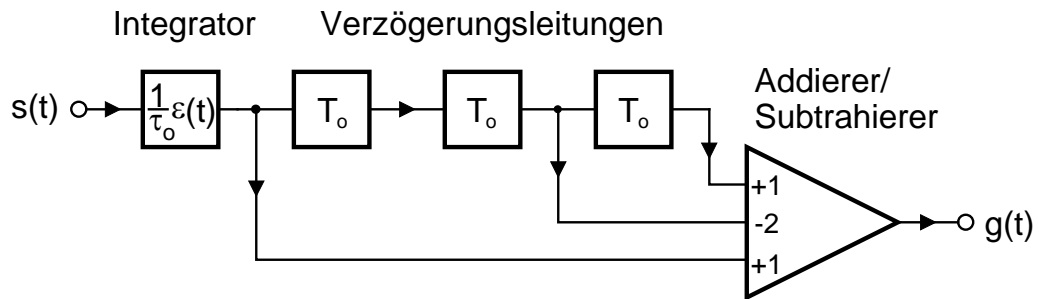 Integrator
Verzögerungsleitungen
Addierer/
Subtrahierer
s(t)
1/τₒ ε(t)
Tₒ
Tₒ
Tₒ
+1
-2
+1
g(t)